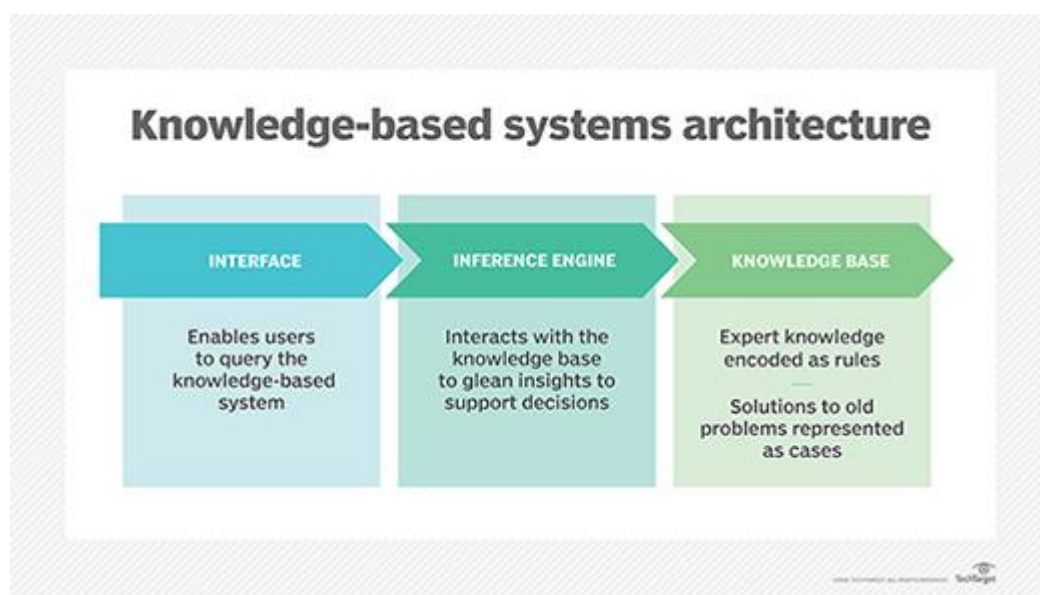 Knowledge-based systems architecture
INTERFACE
Enables users
to query the
knowledge-based
system
INFERENCE ENGINE
Interacts with the
knowledge base
to glean insights to
support decisions
KNOWLEDGE BASE
Expert knowledge
encoded as rules
Solutions to old
problems represented
as cases
TechTarget